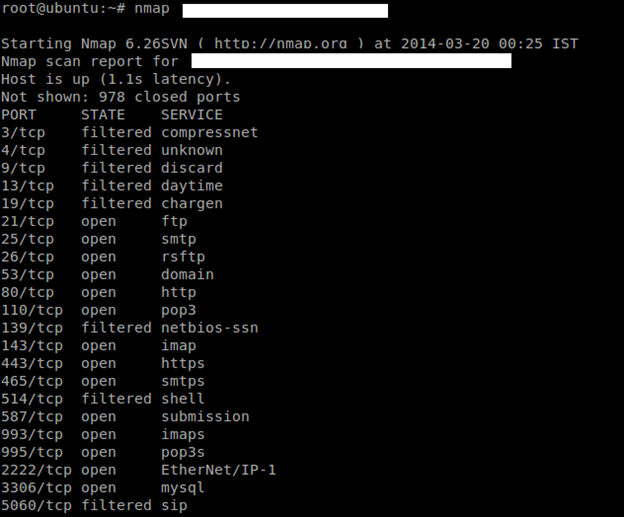 root@ubuntu:~# nmap
Starting Nmap 6.26SVN ( http://nmap.org ) at 2014-03-20 00:25 IST
Nmap scan report for
Host is up (1.1s latency).
Not shown: 978 closed ports
PORT     STATE    SERVICE
3/tcp    filtered compressnet
4/tcp    filtered unknown
9/tcp    filtered discard
13/tcp   filtered daytime
19/tcp   filtered chargen
21/tcp   open     ftp
25/tcp   open     smtp
26/tcp   open     rsftp
53/tcp   open     domain
80/tcp   open     http
110/tcp  open     pop3
139/tcp  filtered netbios-ssn
143/tcp  open     imap
443/tcp  open     https
465/tcp  open     smtps
514/tcp  filtered shell
587/tcp  open     submission
993/tcp  open     imaps
995/tcp  open     pop3s
2222/tcp open     EtherNet/IP-1
3306/tcp open     mysql
5060/tcp filtered sip